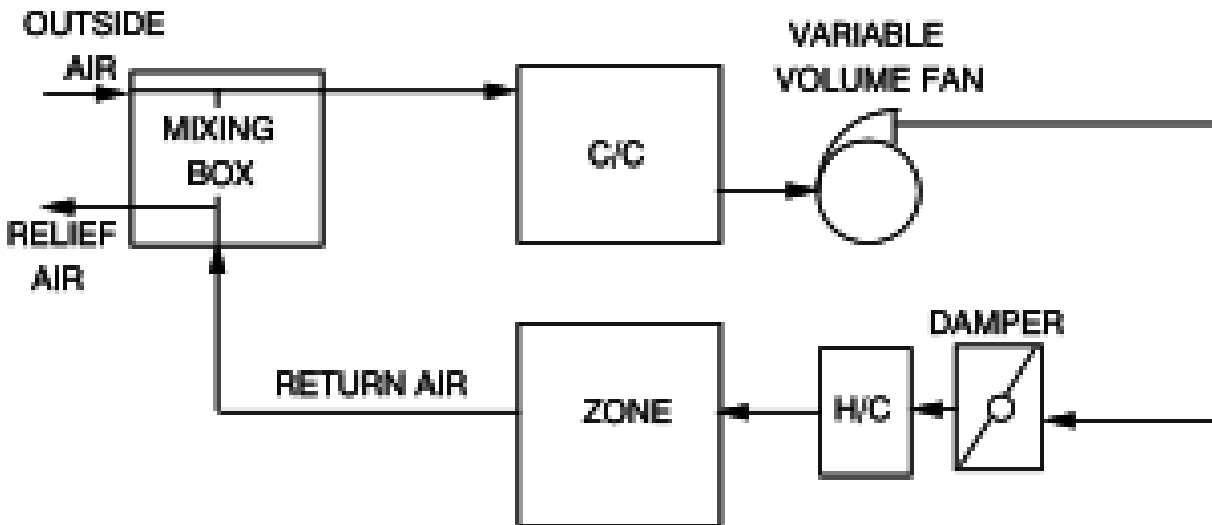 OUTSIDE
AIR
VARIABLE
VOLUME FAN
MIXING
BOX
C/C
RELIEF
AIR
DAMPER
RETURN AIR
ZONE
H/C